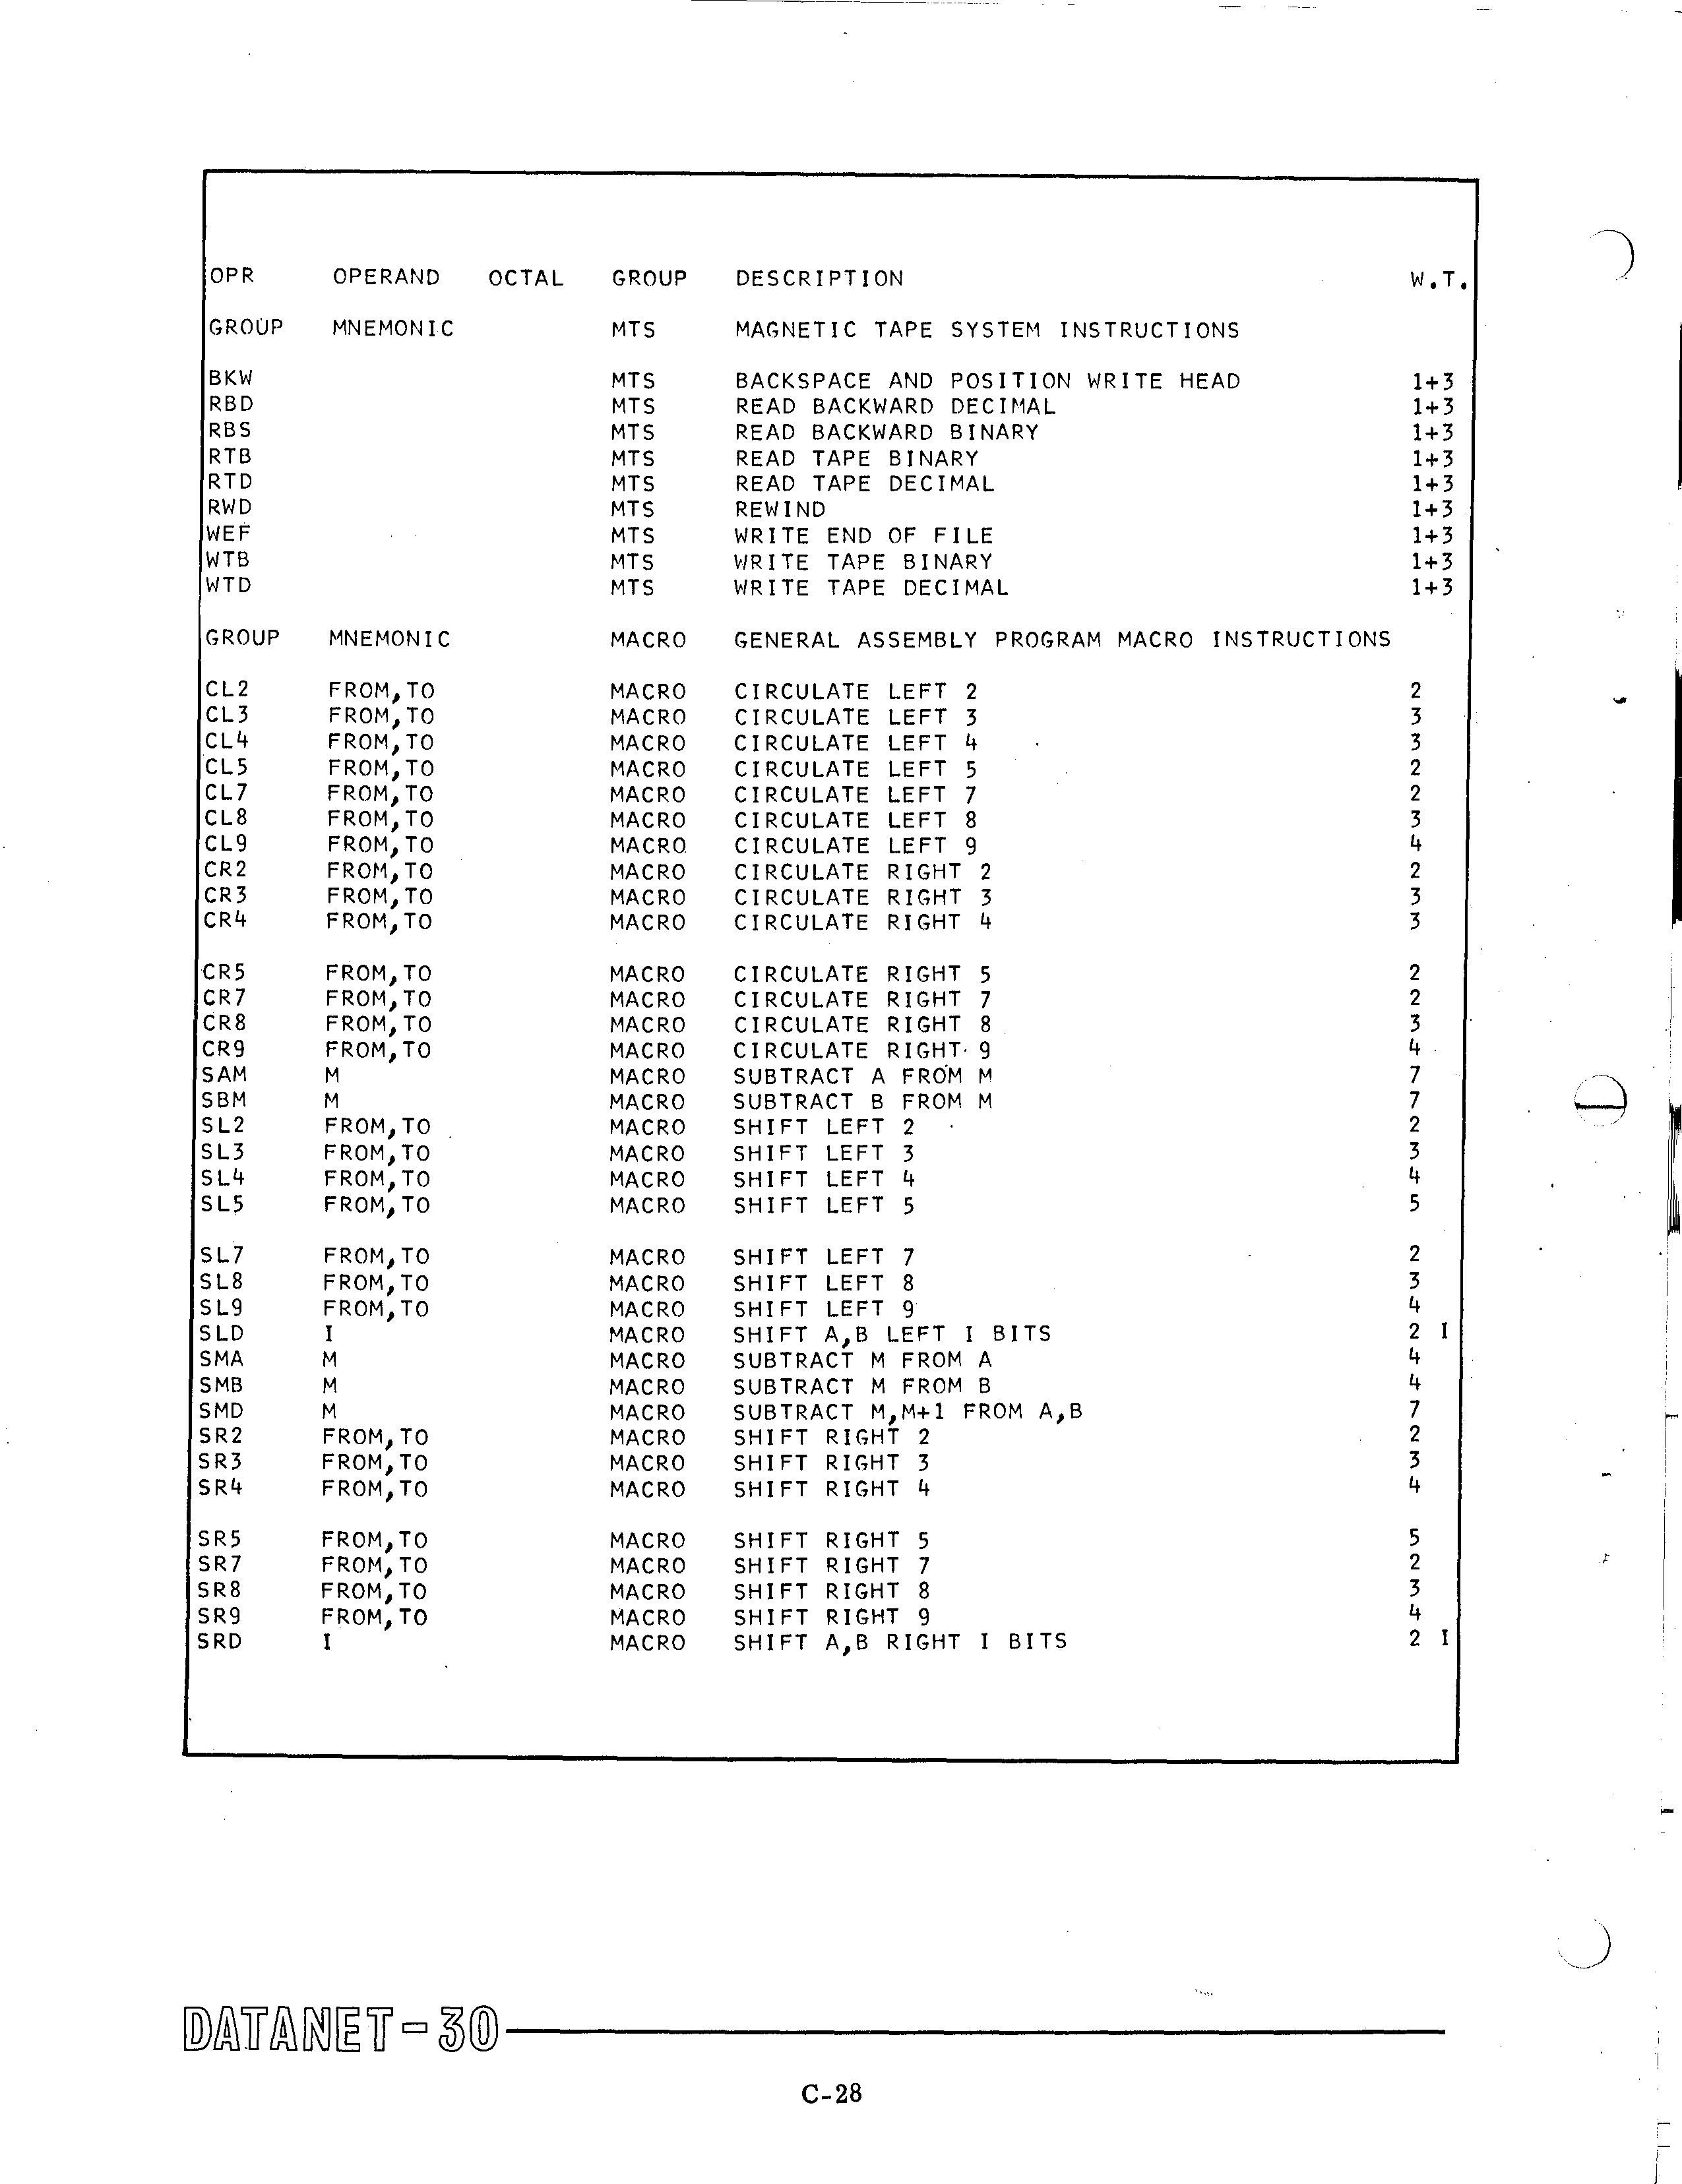 OPR OPERAND OCTAL GROUP DESCRIPTION W.T.
GROUP MNEMONIC MTS MAGNETIC TAPE SYSTEM INSTRUCTIONS
BKW MTS BACKSPACE AND POSITION WRITE HEAD 1+3
RBD MTS READ BACKWARD DECIMAL 1+3
RBS MTS READ BACKWARD BINARY 1+3
RTB MTS READ TAPE BINARY 1+3
RTD MTS READ TAPE DECIMAL 1+3
RWD MTS REWIND 1+3
WEF MTS WRITE END OF FILE 1+3
WTB MTS WRITE TAPE BINARY 1+3
WTD MTS WRITE TAPE DECIMAL 1+3
GROUP MNEMONIC MACRO GENERAL ASSEMBLY PROGRAM MACRO INSTRUCTIONS
CL2 FROM,TO MACRO CIRCULATE LEFT 2 2
CL3 FROM,TO MACRO CIRCULATE LEFT 3 3
CL4 FROM,TO MACRO CIRCULATE LEFT 4 3
CL5 FROM,TO MACRO CIRCULATE LEFT 5 2
CL7 FROM,TO MACRO CIRCULATE LEFT 7 2
CL8 FROM,TO MACRO CIRCULATE LEFT 8 3
CL9 FROM,TO MACRO CIRCULATE LEFT 9 4
CR2 FROM,TO MACRO CIRCULATE RIGHT 2 2
CR3 FROM,TO MACRO CIRCULATE RIGHT 3 3
CR4 FROM,TO MACRO CIRCULATE RIGHT 4 3
CR5 FROM,TO MACRO CIRCULATE RIGHT 5 2
CR7 FROM,TO MACRO CIRCULATE RIGHT 7 2
CR8 FROM,TO MACRO CIRCULATE RIGHT 8 3
CR9 FROM,TO MACRO CIRCULATE RIGHT 9 4
SAM M MACRO SUBTRACT A FROM M 7
SBM M MACRO SUBTRACT B FROM M 7
SL2 FROM,TO MACRO SHIFT LEFT 2 2
SL3 FROM,TO MACRO SHIFT LEFT 3 3
SL4 FROM,TO MACRO SHIFT LEFT 4 4
SL5 FROM,TO MACRO SHIFT LEFT 5 5
SL7 FROM,TO MACRO SHIFT LEFT 7 2
SL8 FROM,TO MACRO SHIFT LEFT 8 3
SL9 FROM,TO MACRO SHIFT LEFT 9 4
SLD I MACRO SHIFT A,B LEFT I BITS 2 I
SMA M MACRO SUBTRACT M FROM A 4
SMB M MACRO SUBTRACT M FROM B 4
SMD M MACRO SUBTRACT M,M+1 FROM A,B 7
SR2 FROM,TO MACRO SHIFT RIGHT 2 2
SR3 FROM,TO MACRO SHIFT RIGHT 3 3
SR4 FROM,TO MACRO SHIFT RIGHT 4 4
SR5 FROM,TO MACRO SHIFT RIGHT 5 5
SR7 FROM,TO MACRO SHIFT RIGHT 7 2
SR8 FROM,TO MACRO SHIFT RIGHT 8 3
SR9 FROM,TO MACRO SHIFT RIGHT 9 4
SRD I MACRO SHIFT A,B RIGHT I BITS 2 I
DATANET-30
C-28